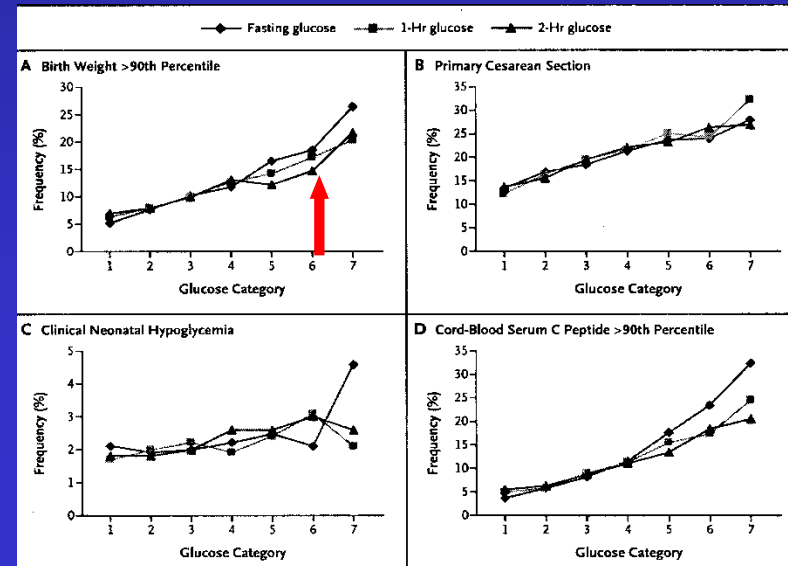 Fasting glucose 1-Hr glucose 2-Hr glucose
A Birth Weight >90th Percentile
30
25
20
15
10
5
0
Frequency (%)
1 2 3 4 5 6 7
Glucose Category
B Primary Cesarean Section
35
30
25
20
15
10
5
0
Frequency (%)
1 2 3 4 5 6 7
Glucose Category
C Clinical Neonatal Hypoglycemia
5
4
3
2
1
0
Frequency (%)
1 2 3 4 5 6 7
Glucose Category
D Cord-Blood Serum C Peptide >90th Percentile
35
30
25
20
15
10
5
0
Frequency (%)
1 2 3 4 5 6 7
Glucose Category